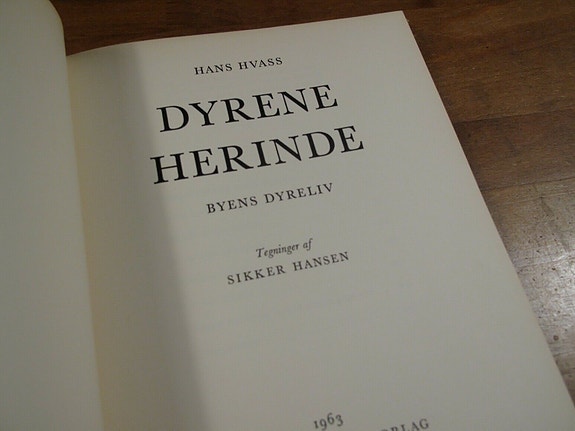 HANS HVASS
DYRENE
HERINDE
BYENS DYRELIV
Tegninger af
SIKKER HANSEN
1963